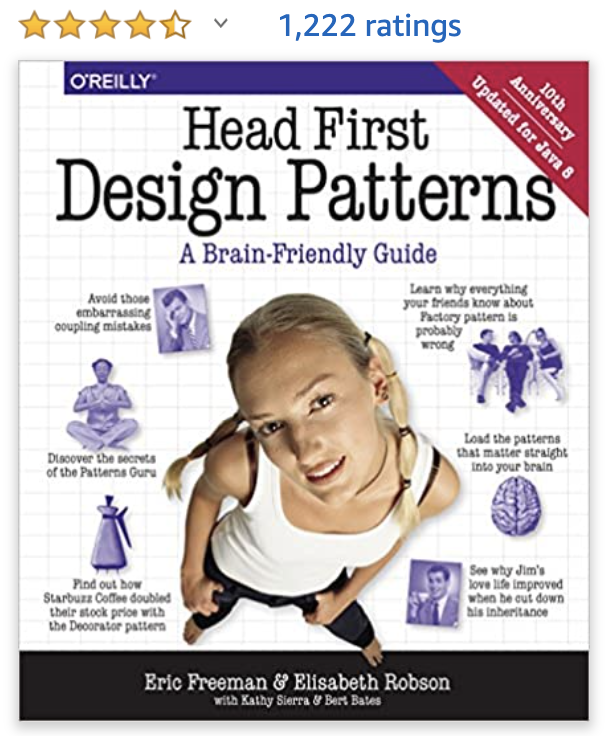 1,222 ratings
O'REILLY®
10th
Anniversary
Updated for Java 8
Head First
Design Patterns
A Brain-Friendly Guide
Avoid those
embarrassing
coupling mistakes
Learn why everything
your friends know about
Factory pattern is
probably
wrong
Discover the secrets
of the Patterns Guru
Load the patterns
that matter straight
into your brain
Find out how
Starbuzz Coffee doubled
their stock price with
the Decorator pattern
See why Jim's
love life improved
when he cut down
his inheritance
Eric Freeman & Elisabeth Robson
with Kathy Sierra & Bert Bates